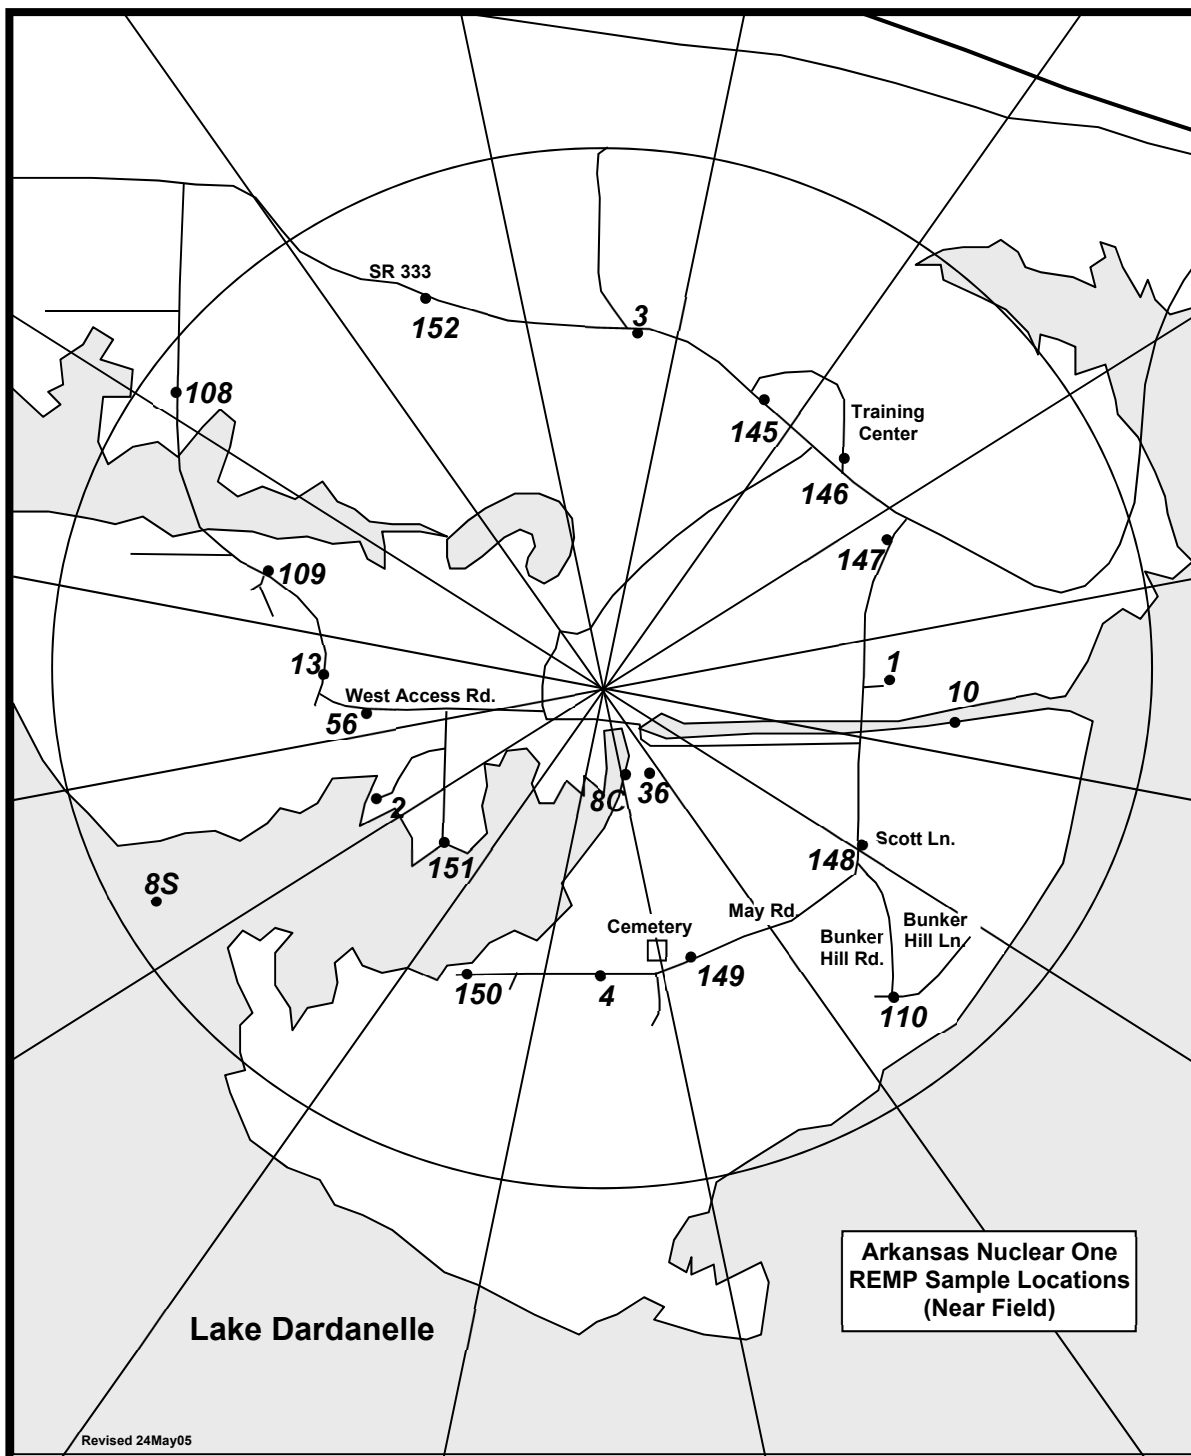 SR 333
152
3
108
145
Training
Center
146
147
109
13
1
West Access Rd.
10
56
8C
36
2
151
Scott Ln.
148
8S
May Rd.
Cemetery
Bunker
Hill Ln.
Bunker
Hill Rd.
149
150
4
110
Arkansas Nuclear One
REMP Sample Locations
(Near Field)
Lake Dardanelle
Revised 24May05